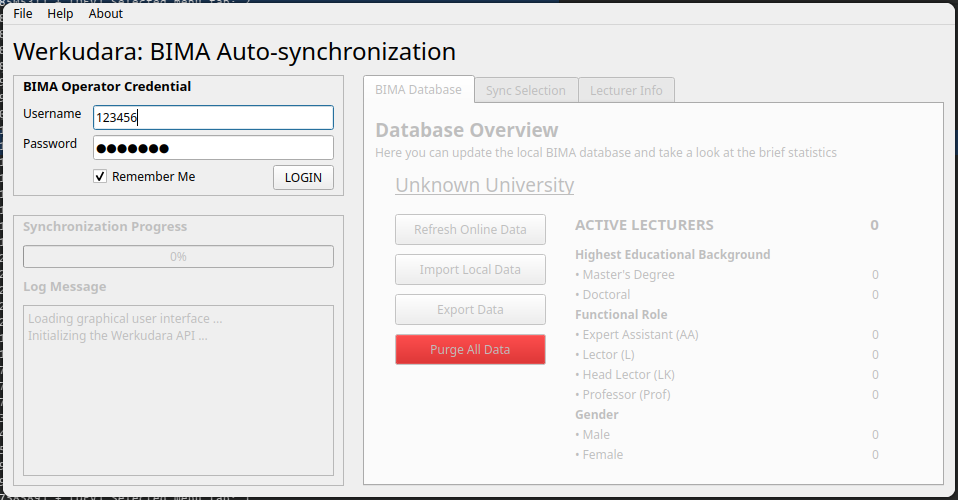 File Help About
Werkudara: BIMA Auto-synchronization
BIMA Operator Credential
Username
123456
Password
●●●●●●●
Remember Me
LOGIN
Synchronization Progress
0%
Log Message
Loading graphical user interface ...
Initializing the Werkudara API ...
BIMA Database
Sync Selection
Lecturer Info
Database Overview
Here you can update the local BIMA database and take a look at the brief statistics
Unknown University
Refresh Online Data
Import Local Data
Export Data
Purge All Data
ACTIVE LECTURERS 0
Highest Educational Background
• Master's Degree 0
• Doctoral 0
Functional Role
• Expert Assistant (AA) 0
• Lector (L) 0
• Head Lector (LK) 0
• Professor (Prof) 0
Gender
• Male 0
• Female 0